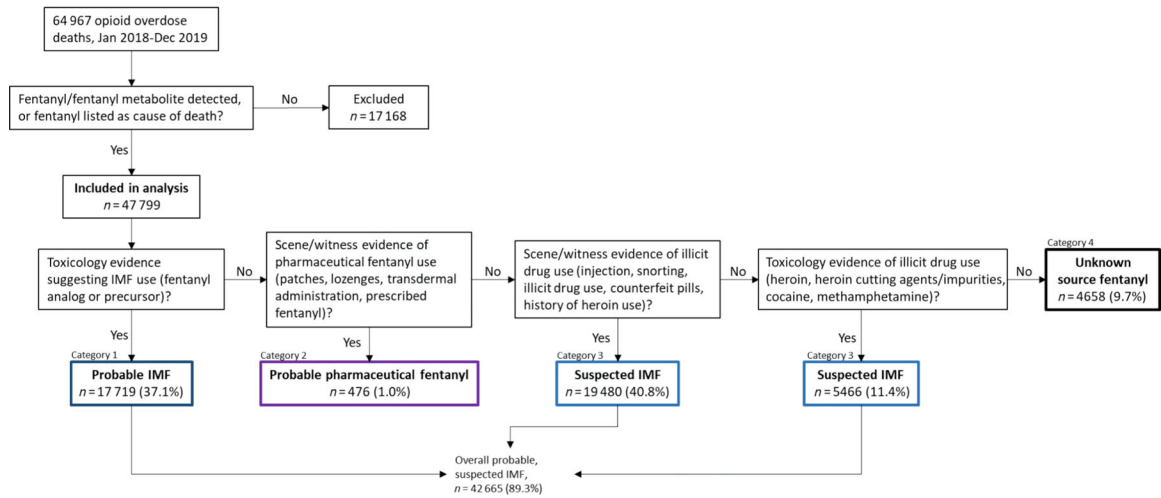 64 967 opioid overdose
deaths, Jan 2018-Dec 2019
Fentanyl/fentanyl metabolite detected,
or fentanyl listed as cause of death?
No
Excluded
n = 17 168
Yes
Included in analysis
n = 47 799
Toxicology evidence
suggesting IMF use (fentanyl
analog or precursor)?
No
Scene/witness evidence of
pharmaceutical fentanyl use
(patches, lozenges, transdermal
administration, prescribed
fentanyl)?
No
Scene/witness evidence of illicit
drug use (injection, snorting,
illicit drug use, counterfeit pills,
history of heroin use)?
No
Toxicology evidence of illicit drug use
(heroin, heroin cutting agents/impurities,
cocaine, methamphetamine)?
No
Category 4
Unknown
source fentanyl
n = 4658 (9.7%)
Yes
Category 1
Probable IMF
n = 17 719 (37.1%)
Yes
Category 2
Probable pharmaceutical fentanyl
n = 476 (1.0%)
Yes
Category 3
Suspected IMF
n = 19 480 (40.8%)
Yes
Category 3
Suspected IMF
n = 5466 (11.4%)
Overall probable,
suspected IMF,
n = 42 665 (89.3%)